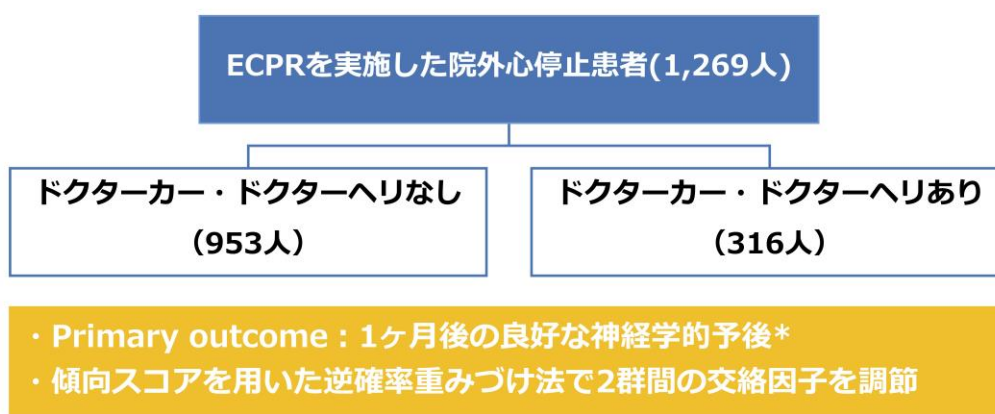 ECPRを実施した院外心停止患者(1,269人)
ドクターカー・ドクターヘリなし
（953人）
ドクターカー・ドクターヘリあり
（316人）
・Primary outcome：1ヶ月後の良好な神経学的予後*
・傾向スコアを用いた逆確率重みづけ法で2群間の交絡因子を調節